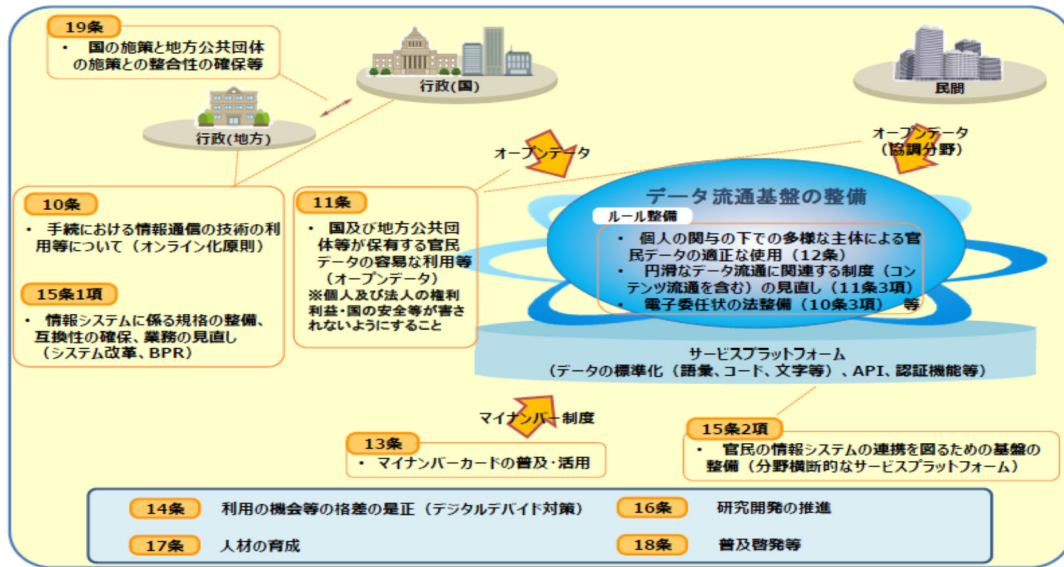 19条
・ 国の施策と地方公共団体
の施策との整合性の確保等
行政(国)
行政(地方)
民間
オープンデータ
オープンデータ
（協調分野）
10条
・ 手続における情報通信の技術の利
用等について（オンライン化原則）
15条1項
・ 情報システムに係る規格の整備、
互換性の確保、業務の見直し
（システム改革、BPR）
11条
・ 国及び地方公共団
体等が保有する官民
データの容易な利用等
（オープンデータ）
※個人及び法人の権利
利益・国の安全等が害さ
れないようにすること
データ流通基盤の整備
ルール整備
・ 個人の関与の下での多様な主体による官
民データの適正な使用（12条）
・ 円滑なデータ流通に関連する制度（コン
テンツ流通を含む）の見直し（11条3項）
・ 電子委任状の法整備（10条3項） 等
サービスプラットフォーム
（データの標準化（語彙、コード、文字等）、API、認証機能等）
マイナンバー制度
13条
・ マイナンバーカードの普及・活用
15条2項
・ 官民の情報システムの連携を図るための基盤の
整備（分野横断的なサービスプラットフォーム）
14条 利用の機会等の格差の是正（デジタルデバイド対策）
16条 研究開発の推進
17条 人材の育成
18条 普及啓発等